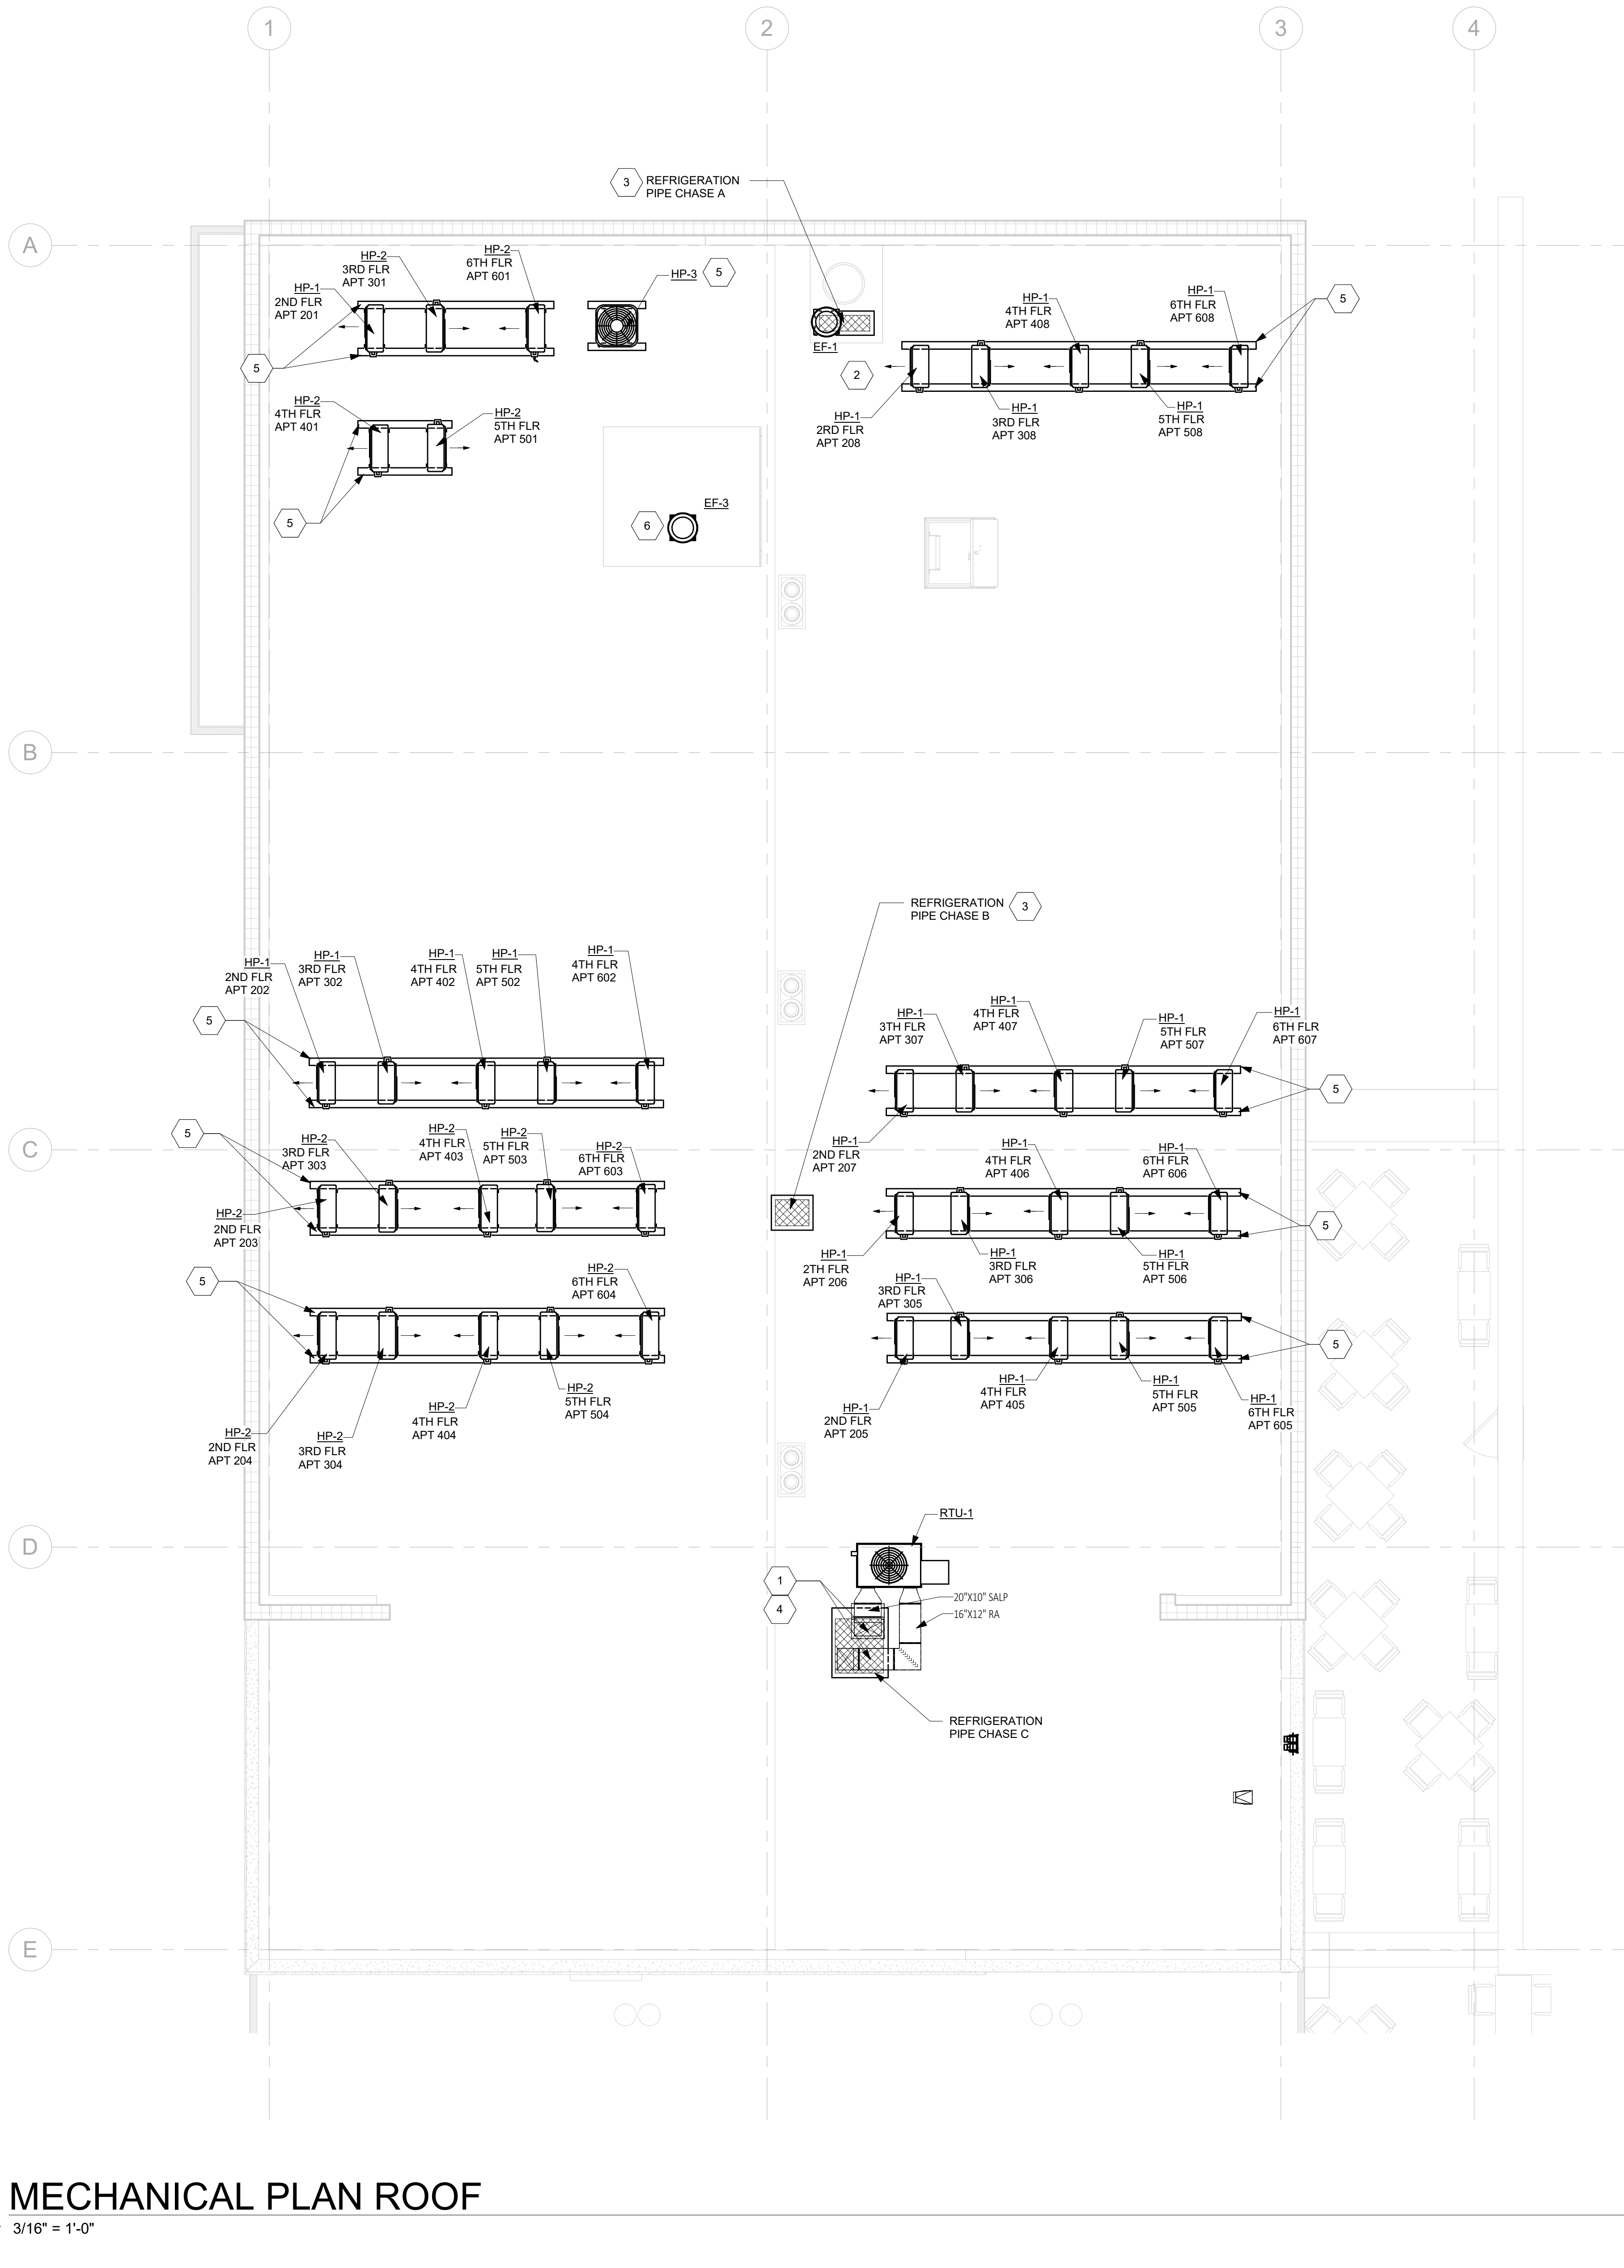 1
2
3
4
A
B
C
D
E
3
REFRIGERATION
PIPE CHASE A
HP-1
2ND FLR
APT 201
HP-2
3RD FLR
APT 301
HP-2
6TH FLR
APT 601
HP-3
5
5
HP-2
4TH FLR
APT 401
HP-2
5TH FLR
APT 501
5
EF-1
2
HP-1
2RD FLR
APT 208
HP-1
3RD FLR
APT 308
HP-1
4TH FLR
APT 408
HP-1
5TH FLR
APT 508
HP-1
6TH FLR
APT 608
5
EF-3
6
REFRIGERATION
PIPE CHASE B
3
HP-1
2ND FLR
APT 202
HP-1
3RD FLR
APT 302
HP-1
4TH FLR
APT 402
HP-1
5TH FLR
APT 502
HP-1
4TH FLR
APT 602
5
HP-1
3TH FLR
APT 307
HP-1
4TH FLR
APT 407
HP-1
5TH FLR
APT 507
HP-1
6TH FLR
APT 607
5
HP-1
2ND FLR
APT 207
5
HP-2
3RD FLR
APT 303
HP-2
4TH FLR
APT 403
HP-2
5TH FLR
APT 503
HP-2
6TH FLR
APT 603
HP-2
2ND FLR
APT 203
HP-1
4TH FLR
APT 406
HP-1
6TH FLR
APT 606
5
HP-1
2TH FLR
APT 206
HP-1
3RD FLR
APT 306
HP-1
5TH FLR
APT 506
5
HP-2
6TH FLR
APT 604
HP-2
5TH FLR
APT 504
HP-2
4TH FLR
APT 404
HP-2
2ND FLR
APT 204
HP-2
3RD FLR
APT 304
HP-1
3RD FLR
APT 305
5
HP-1
4TH FLR
APT 405
HP-1
5TH FLR
APT 505
HP-1
6TH FLR
APT 605
HP-1
2ND FLR
APT 205
RTU-1
1
4
20"X10" SALP
16"X12" RA
REFRIGERATION
PIPE CHASE C
MECHANICAL PLAN ROOF
3/16" = 1'-0"